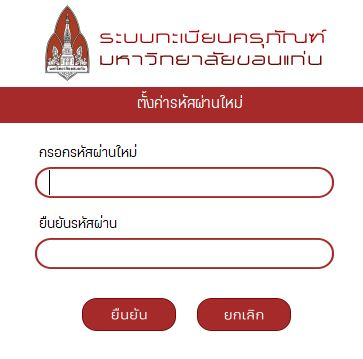 ระบบทะเบียนครุภัณฑ์
มหาวิทยาลัยขอนแก่น
ตั้งค่ารหัสผ่านใหม่
กรอกรหัสผ่านใหม่
ยืนยันรหัสผ่าน
ยืนยัน ยกเลิก